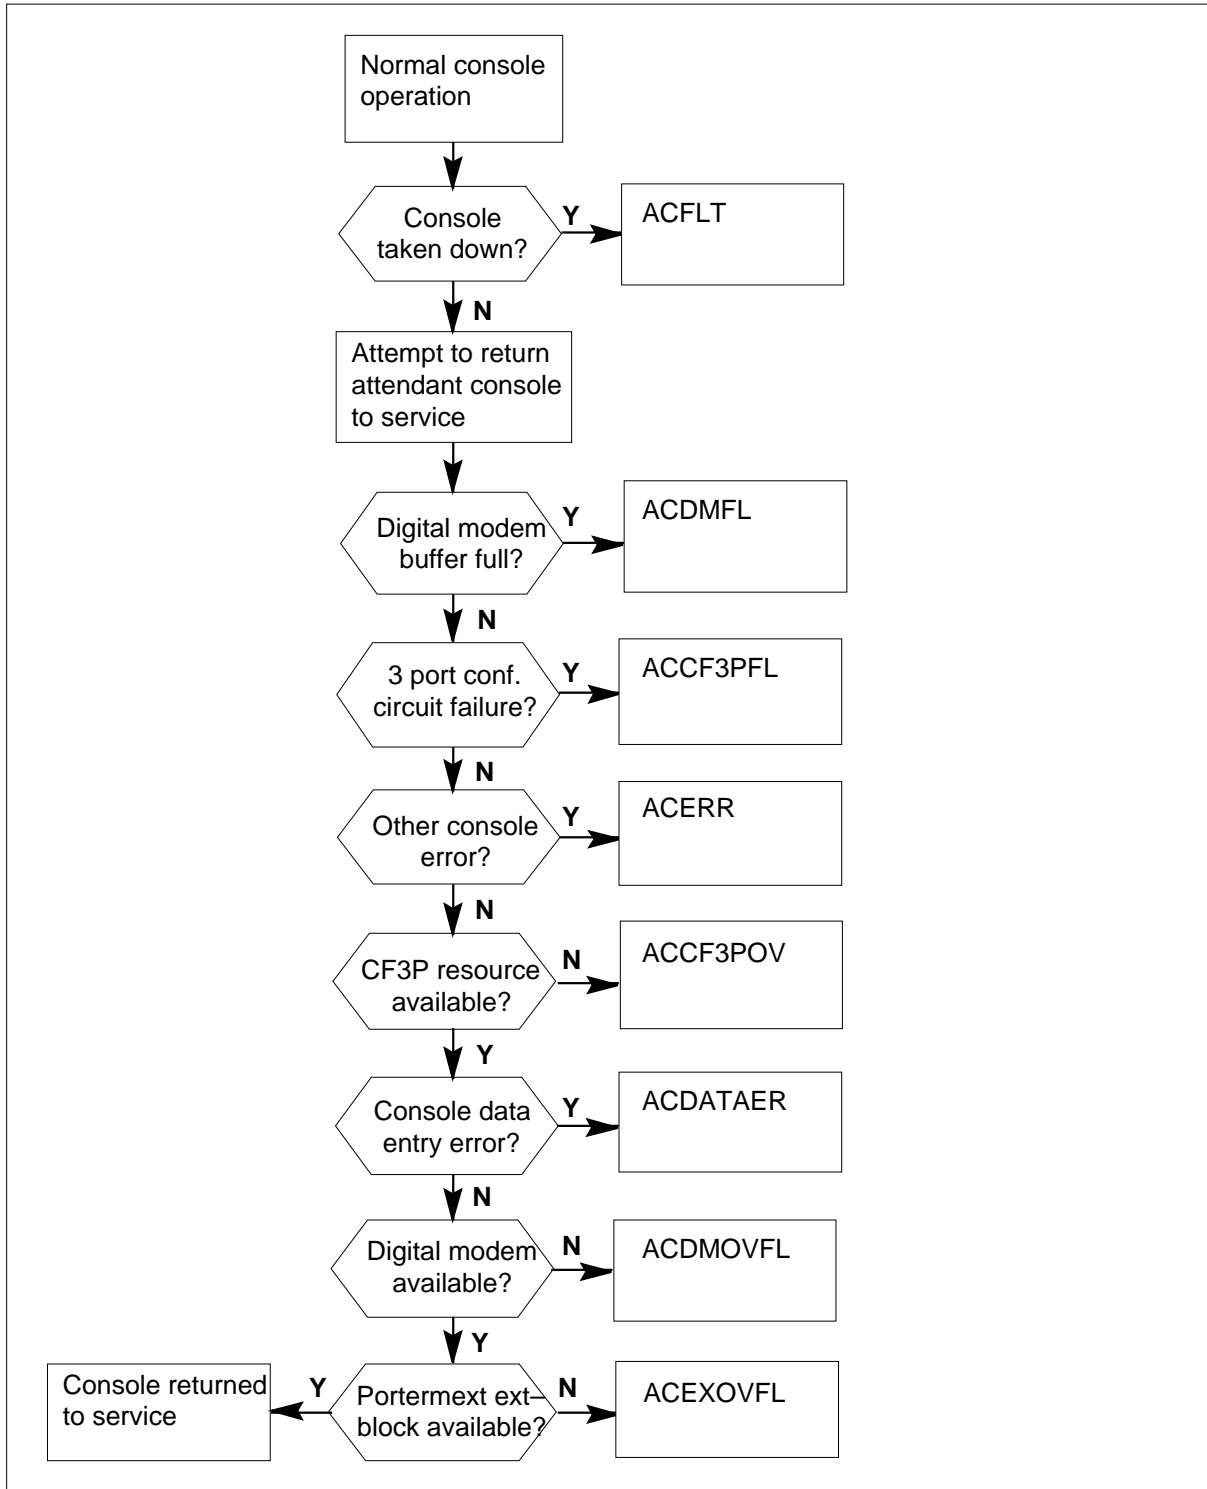 Normal console
operation
Console
taken down?
Y
ACFLT
N
Attempt to return
attendant console
to service
Digital modem
buffer full?
Y
ACDMFL
N
3 port conf.
circuit failure?
Y
ACCF3PFL
N
Other console
error?
Y
ACERR
N
CF3P resource
available?
N
ACCF3POV
Y
Console data
entry error?
Y
ACDATAER
N
Digital modem
available?
N
ACDMOVFL
Y
Console returned
to service
Y
Portermext ext–
block available?
N
ACEXOVFL